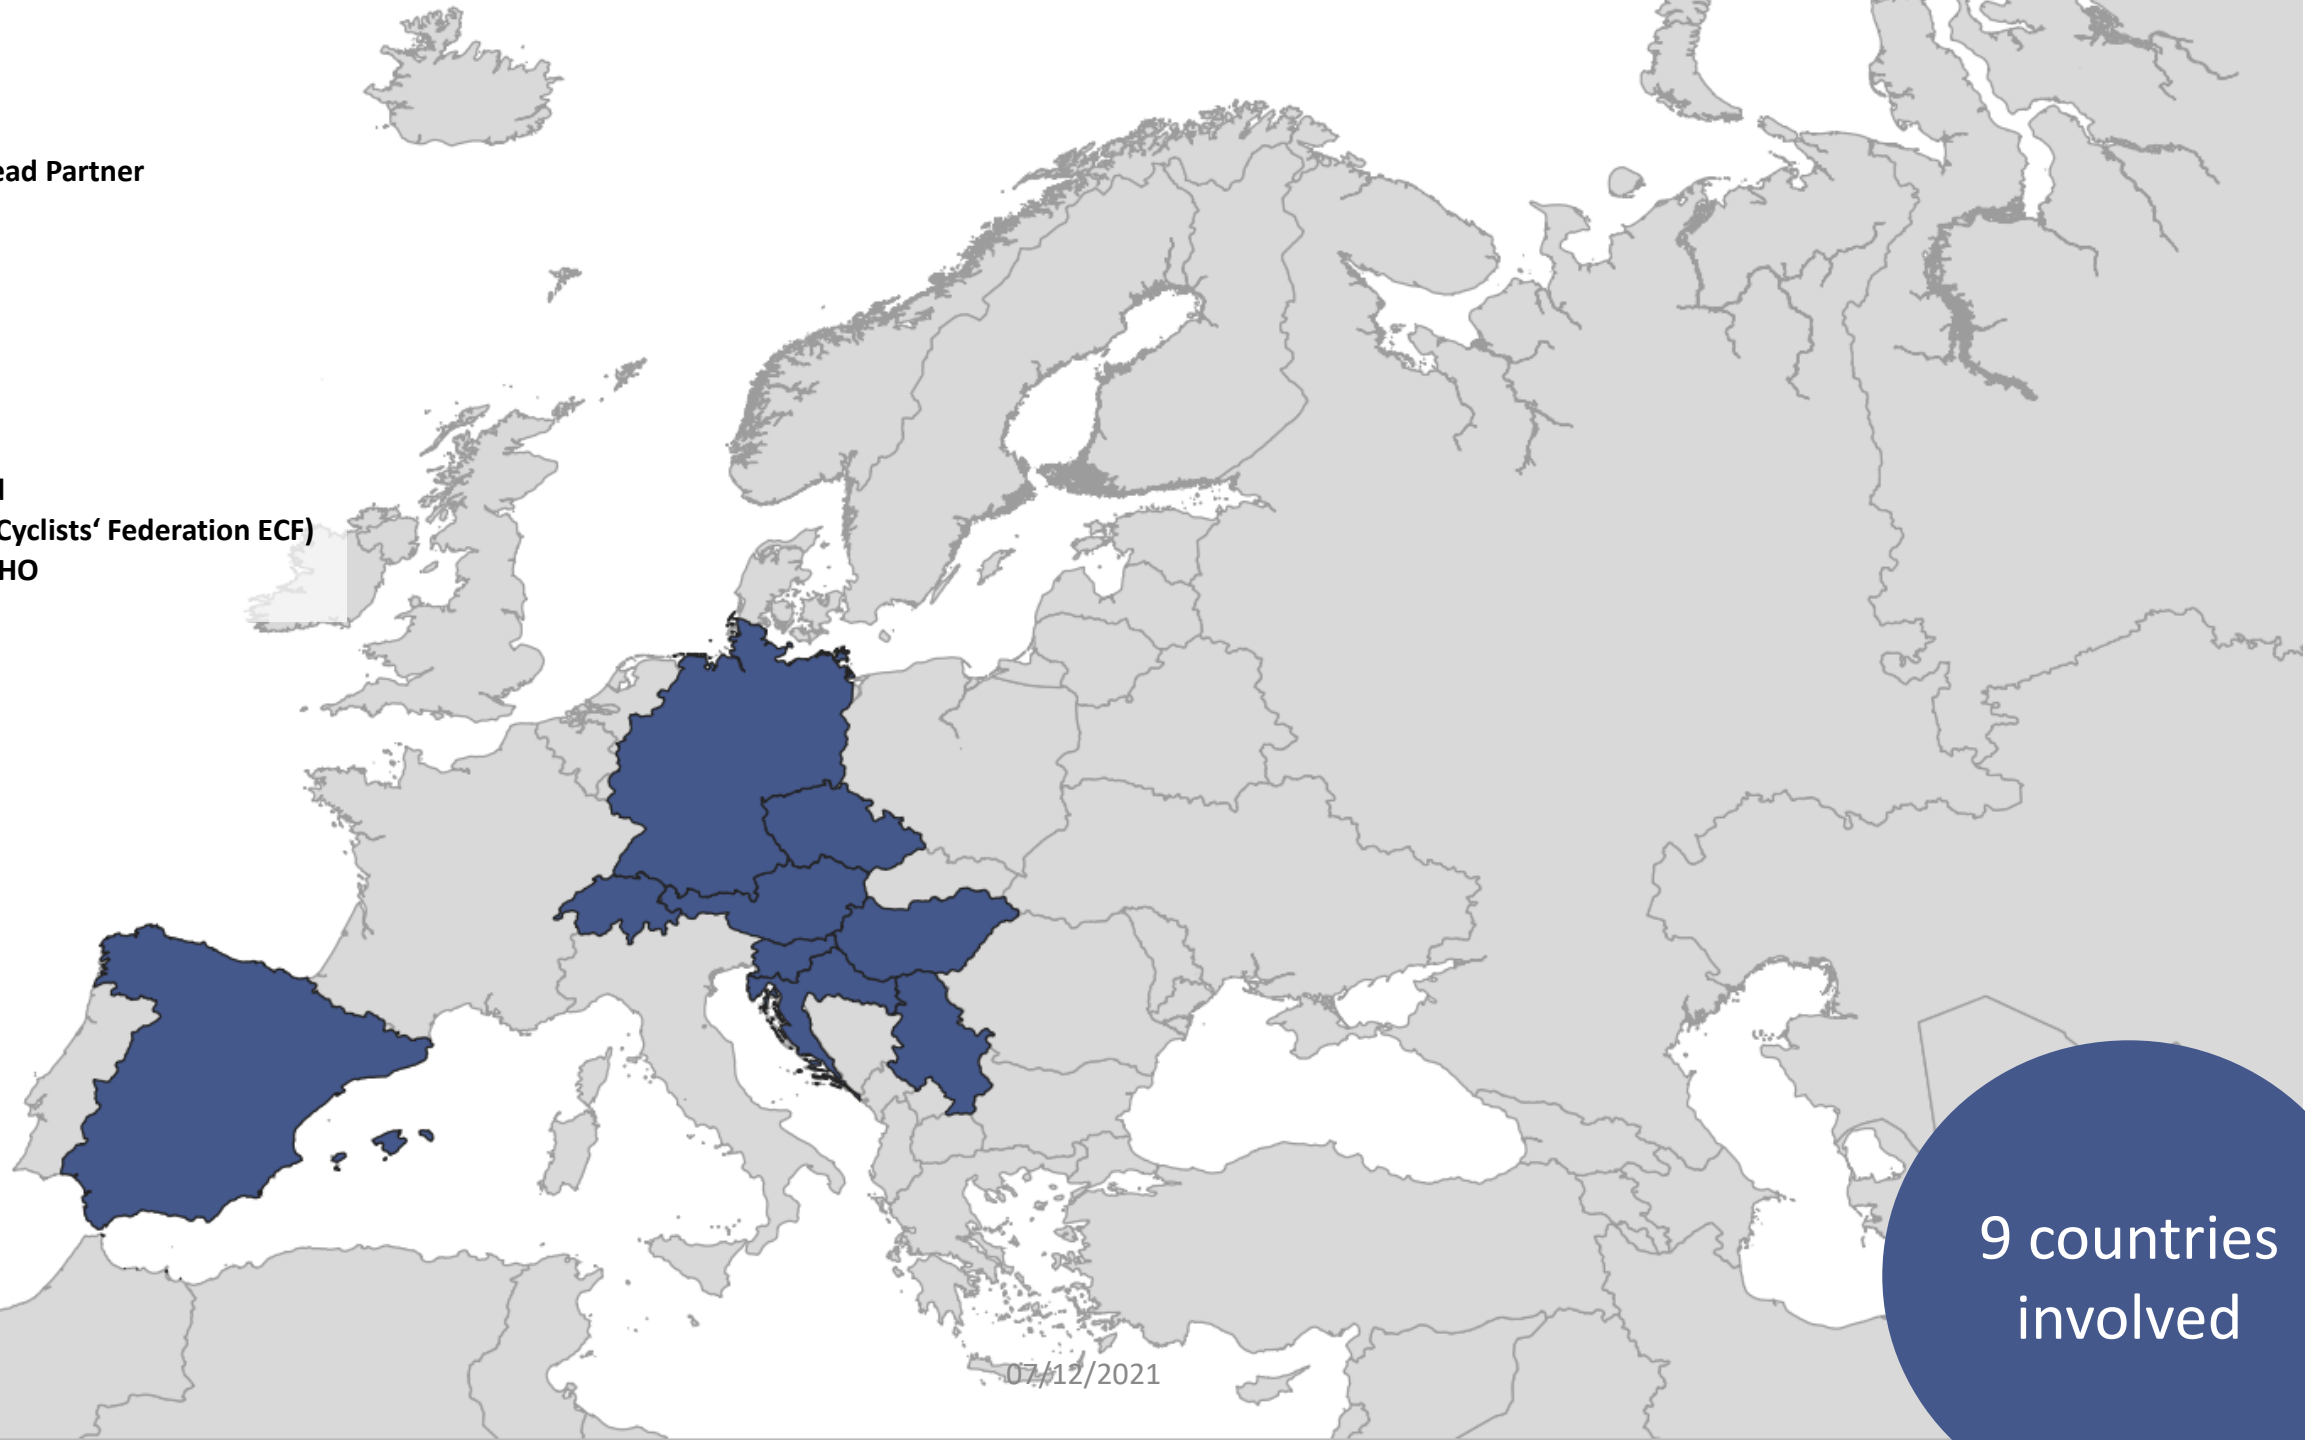 ead Partner
Cyclists‘ Federation ECF)
HO
9 countries
involved
07/12/2021